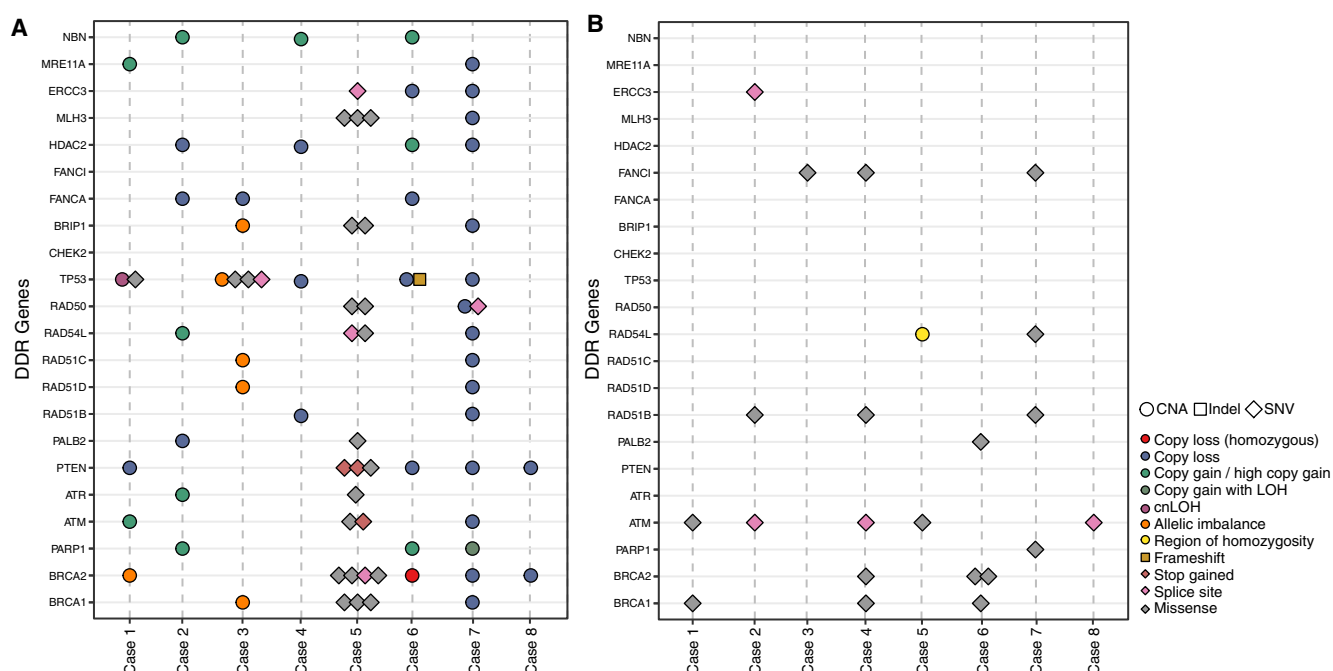 A
B
NBN
MRE11A
ERCC3
MLH3
HDAC2
FANCI
FANCA
BRIP1
CHEK2
TP53
RAD50
RAD54L
RAD51C
RAD51D
RAD51B
PALB2
PTEN
ATR
ATM
PARP1
BRCA2
BRCA1
DDR Genes
Case 1
Case 2
Case 3
Case 4
Case 5
Case 6
Case 7
Case 8
NBN
MRE11A
ERCC3
MLH3
HDAC2
FANCI
FANCA
BRIP1
CHEK2
TP53
RAD50
RAD54L
RAD51C
RAD51D
RAD51B
PALB2
PTEN
ATR
ATM
PARP1
BRCA2
BRCA1
DDR Genes
Case 1
Case 2
Case 3
Case 4
Case 5
Case 6
Case 7
Case 8
CNA Indel SNV
Copy loss (homozygous)
Copy loss
Copy gain / high copy gain
Copy gain with LOH
cnLOH
Allelic imbalance
Region of homozygosity
Frameshift
Stop gained
Splice site
Missense